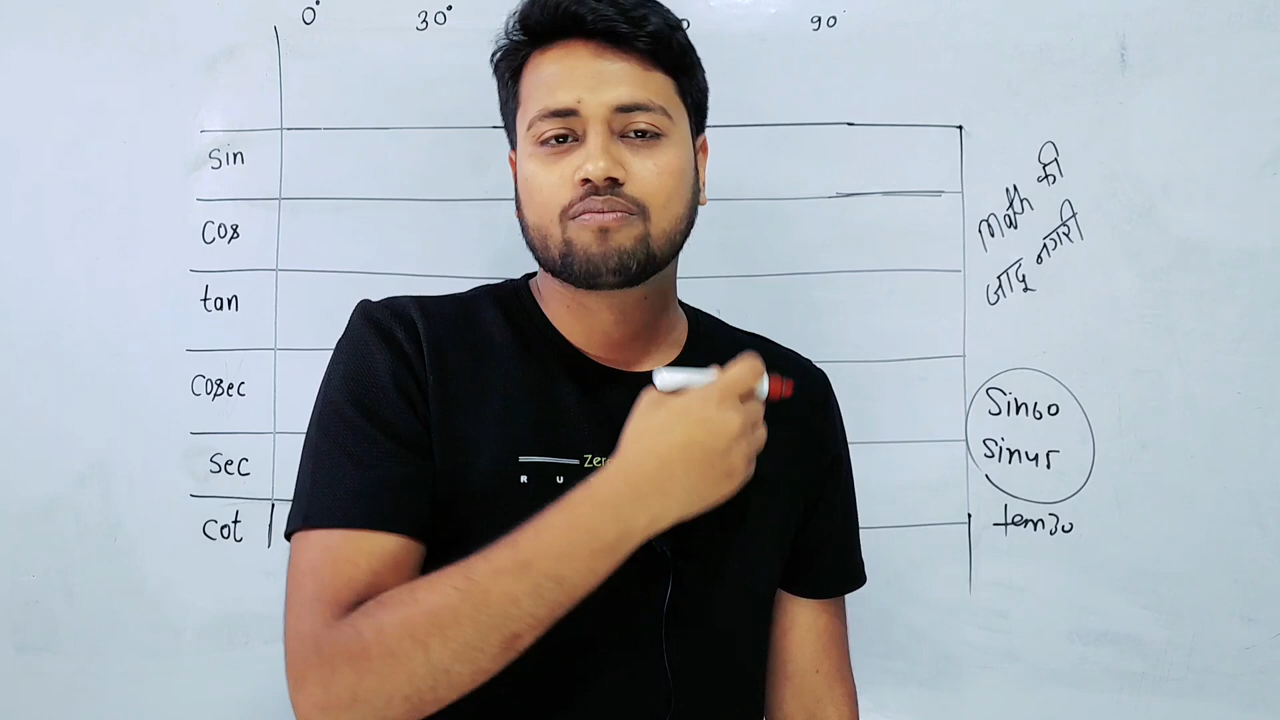 0° 30° 90°
Sin
Cos
tan
Cosec
Sec
Cot
Math की
जादू नगरी
Sin60
Sin45
tan30
R U